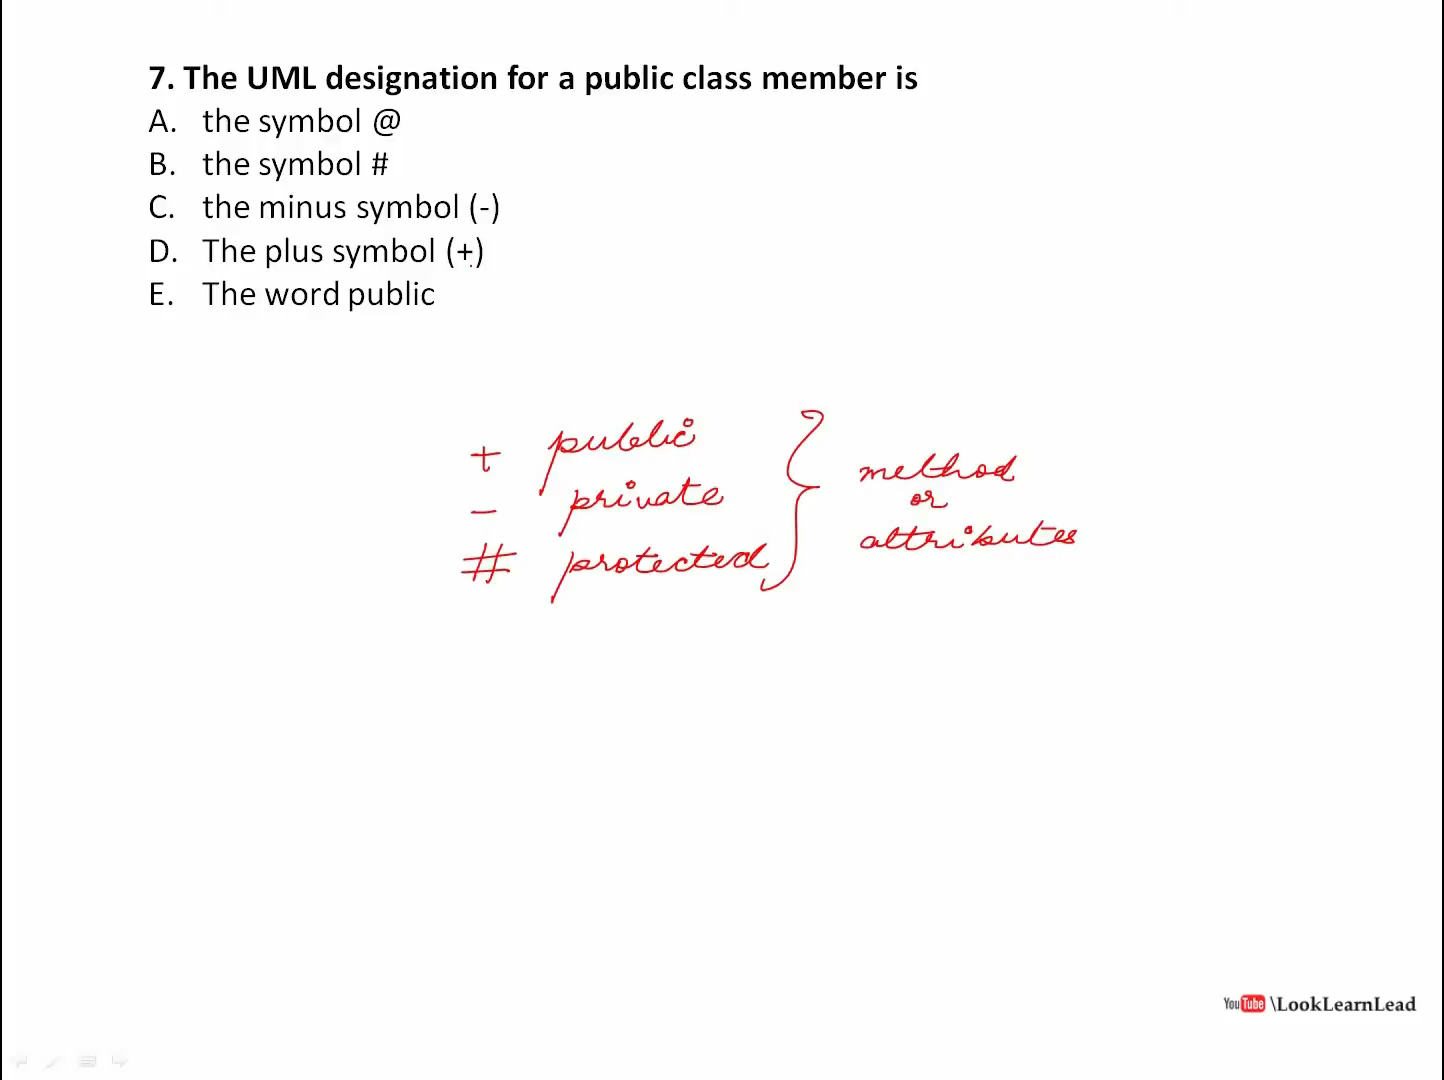 7. The UML designation for a public class member is
A. the symbol @
B. the symbol #
C. the minus symbol (-)
D. The plus symbol (+)
E. The word public
+ public
- private
# protected
method
or
attributes
YouTube \LookLearnLead